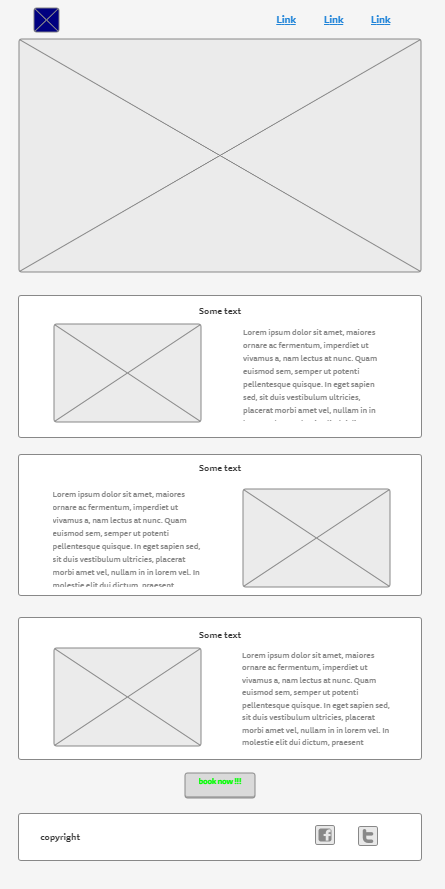 Link Link Link
Some text
Lorem ipsum dolor sit amet, maiores
ornare ac fermentum, imperdiet ut
vivamus a, nam lectus at nunc. Quam
euismod sem, semper ut potenti
pellentesque quisque. In eget sapien
sed, sit duis vestibulum ultricies,
placerat morbi amet vel, nullam in in
Some text
Lorem ipsum dolor sit amet, maiores
ornare ac fermentum, imperdiet ut
vivamus a, nam lectus at nunc. Quam
euismod sem, semper ut potenti
pellentesque quisque. In eget sapien sed,
sit duis vestibulum ultricies, placerat
morbi amet vel, nullam in in lorem vel. In
molestie elit dui dictum, praesent
Some text
Lorem ipsum dolor sit amet, maiores
ornare ac fermentum, imperdiet ut
vivamus a, nam lectus at nunc. Quam
euismod sem, semper ut potenti
pellentesque quisque. In eget sapien sed,
sit duis vestibulum ultricies, placerat
morbi amet vel, nullam in in lorem vel. In
molestie elit dui dictum, praesent
book now !!!
copyright